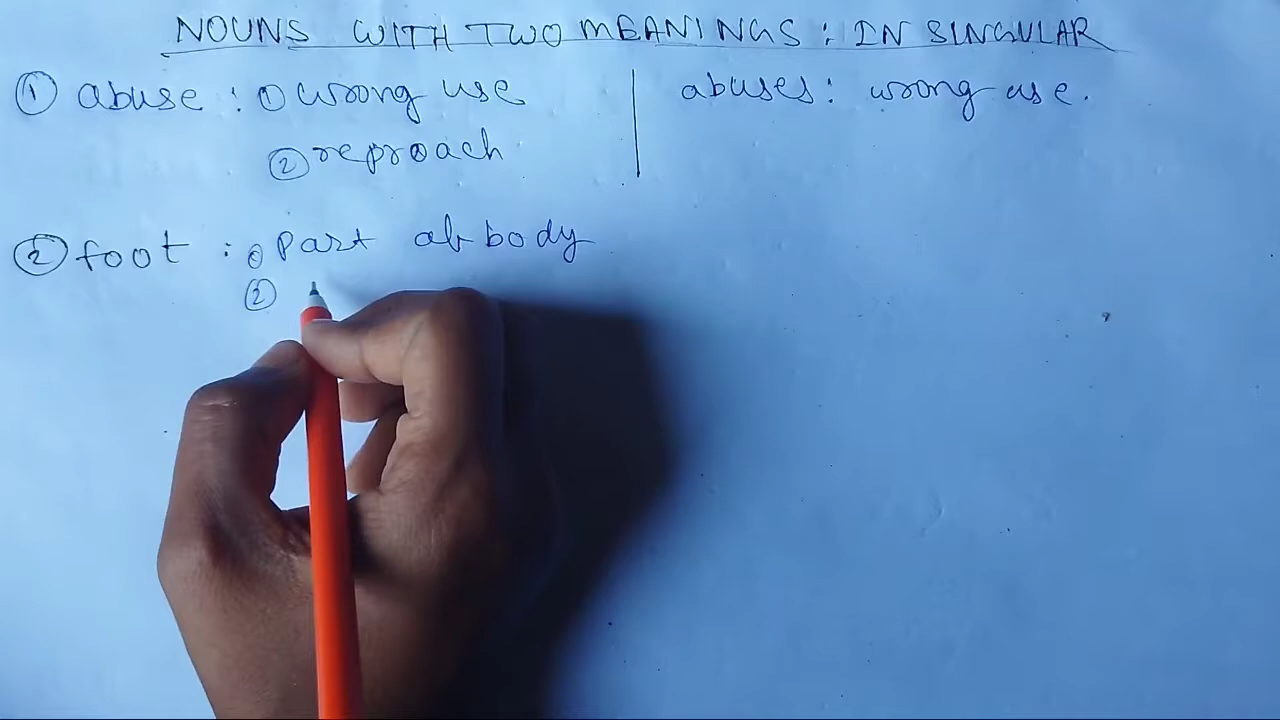 NOUNS WITH TWO MEANINGS : IN SINGULAR
① abuse : ① wrong use | abuses : wrong use.
② reproach
② foot : ① Part of body
②